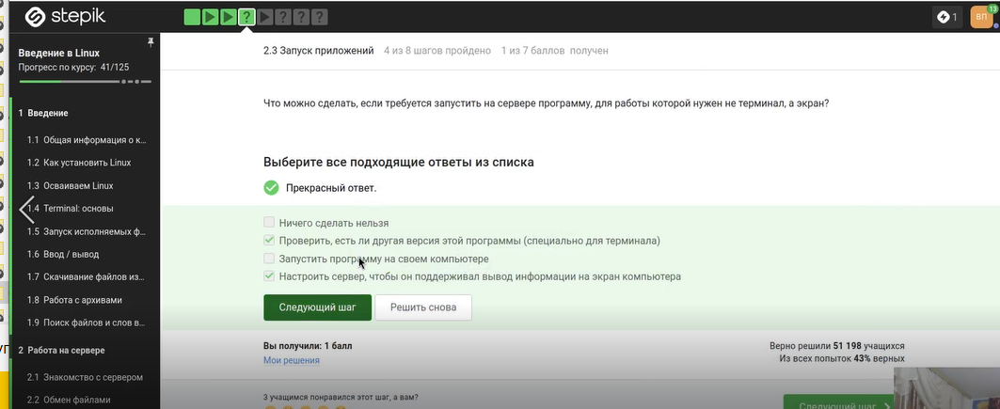 stepik
1
ВП
13
Введение в Linux
Прогресс по курсу: 41/125
2.3 Запуск приложений 4 из 8 шагов пройдено 1 из 7 баллов получен
1 Введение
1.1 Общая информация о к...
1.2 Как установить Linux
1.3 Осваиваем Linux
1.4 Terminal: основы
1.5 Запуск исполняемых ф...
1.6 Ввод / вывод
1.7 Скачивание файлов из...
1.8 Работа с архивами
1.9 Поиск файлов и слов в...
2 Работа на сервере
2.1 Знакомство с сервером
2.2 Обмен файлами
Что можно сделать, если требуется запустить на сервере программу, для работы которой нужен не терминал, а экран?
Выберите все подходящие ответы из списка
Прекрасный ответ.
Ничего сделать нельзя
Проверить, есть ли другая версия этой программы (специально для терминала)
Запустить программу на своем компьютере
Настроить сервер, чтобы он поддерживал вывод информации на экран компьютера
Следующий шаг
Решить снова
Вы получили: 1 балл
Мои решения
Верно решили 51 198 учащихся
Из всех попыток 43% верных
3 учащимся понравился этот шаг, а вам?
Следующий шаг